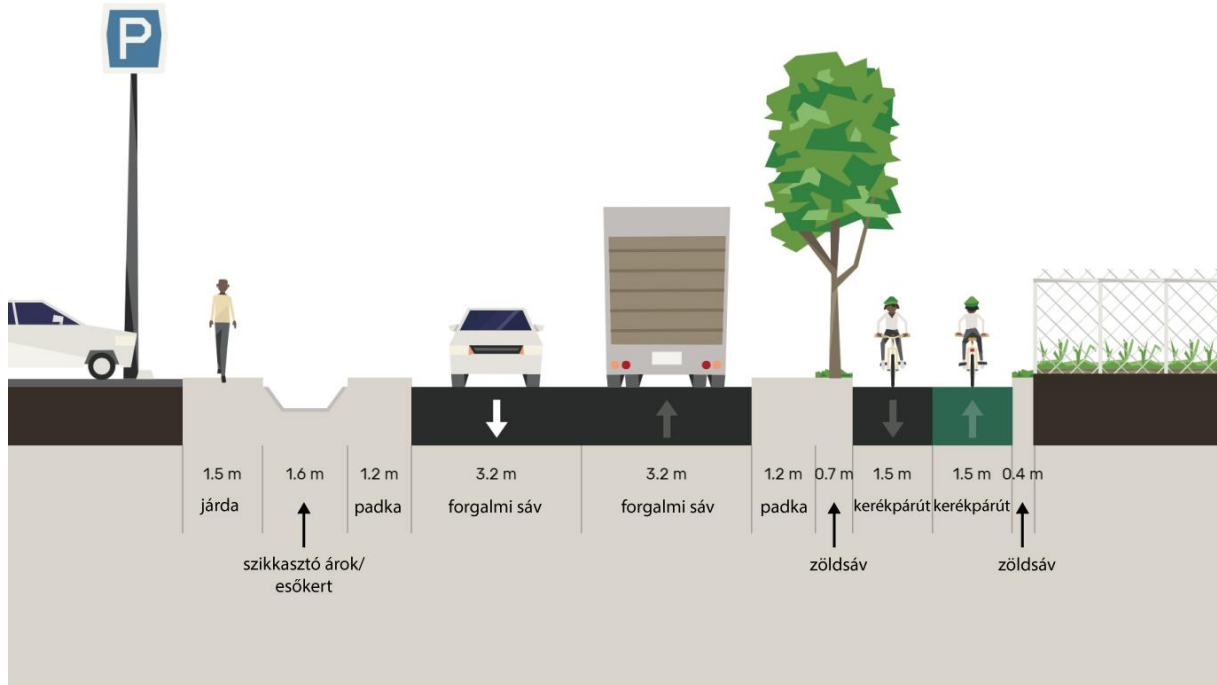 P
1.5 m 1.6 m 1.2 m 3.2 m 3.2 m 1.2 m 0.7 m 1.5 m 1.5 m 0.4 m
járda padka forgalmi sáv forgalmi sáv padka kerékpárút kerékpárút
szikkasztó árok/ zöldsáv zöldsáv
esőkert